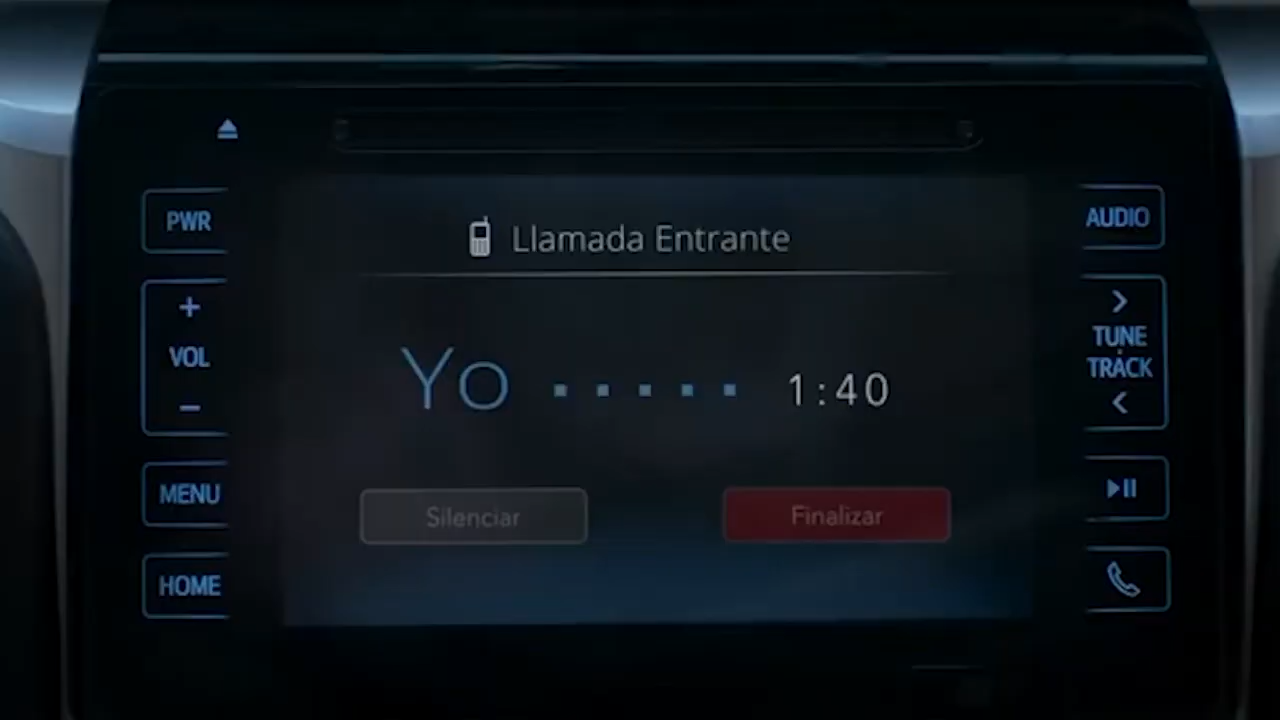 PWR
+
VOL
-
MENU
HOME
Llamada Entrante
Yo ..... 1:40
Silenciar
Finalizar
AUDIO
>
TUNE
TRACK
<